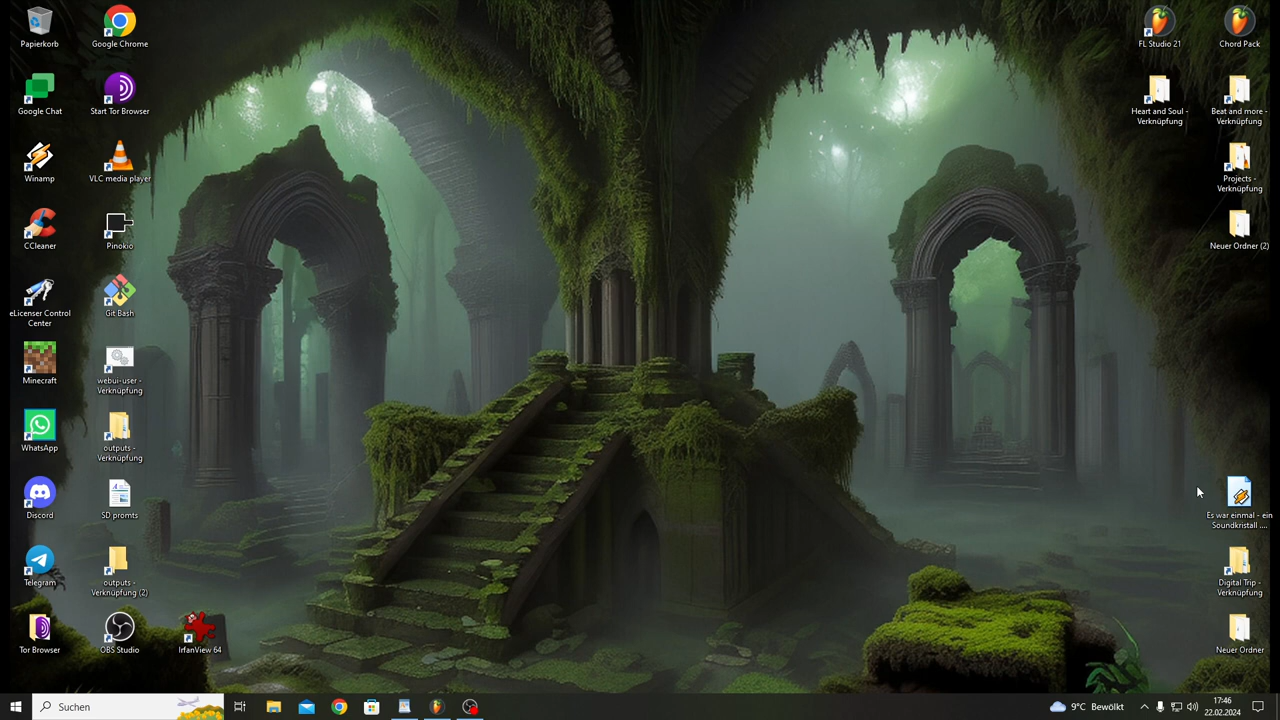 Papierkorb
Google Chrome
FL Studio 21
Chord Pack
Google Chat
Start Tor Browser
Heart and Soul -
Verknüpfung
Beat and more -
Verknüpfung
Winamp
VLC media player
Projects -
Verknüpfung
CCleaner
Pinokio
Neuer Ordner (2)
eLicenser Control
Center
Git Bash
Minecraft
webui-user -
Verknüpfung
WhatsApp
outputs -
Verknüpfung
Discord
SD promts
Es war einmal - ein
Soundkristall ....
Telegram
outputs -
Verknüpfung (2)
Digital Trip -
Verknüpfung
Tor Browser
OBS Studio
IrfanView 64
Neuer Ordner
Suchen
9°C Bewölkt
17:46
22.02.2024